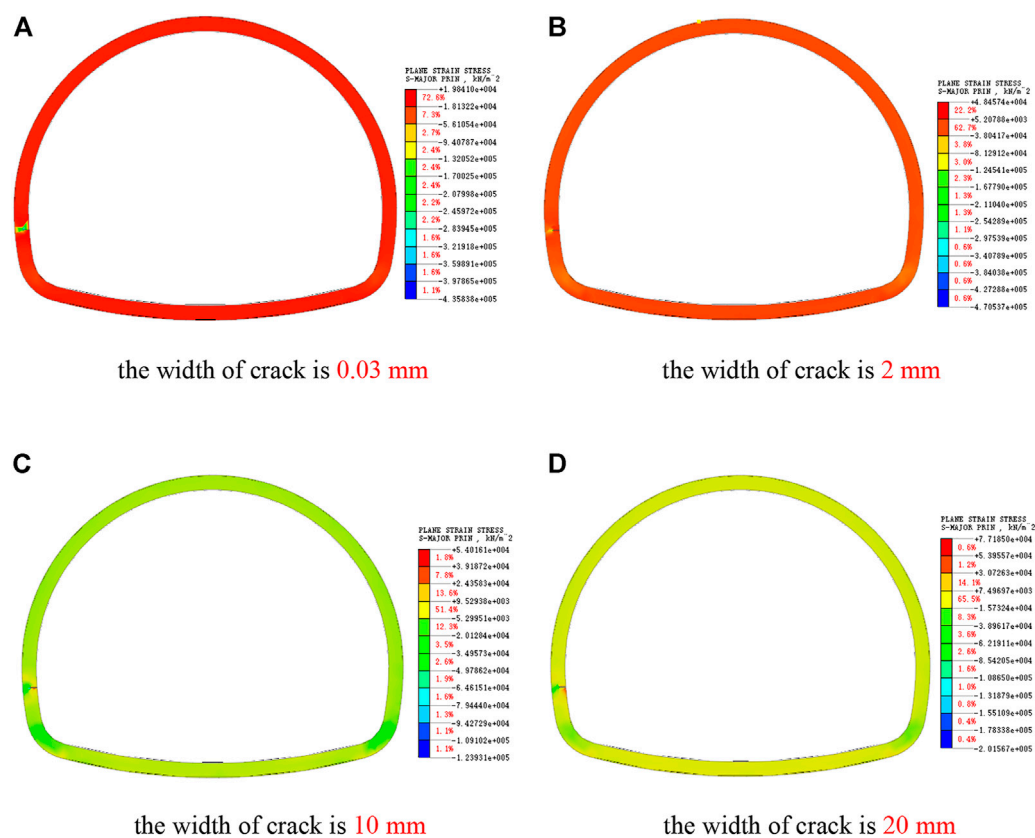 A
PLANE STRAIN STRESS
S-MAJOR PRIN , kN/m^2
+1.98410e+004
72.6%
-1.81322e+004
7.3%
-5.61054e+004
2.7%
-9.40787e+004
2.4%
-1.32052e+005
2.4%
-1.70025e+005
2.4%
-2.07998e+005
2.2%
-2.45972e+005
2.2%
-2.83945e+005
1.6%
-3.21918e+005
1.6%
-3.59891e+005
1.6%
-3.97865e+005
1.1%
-4.35838e+005
the width of crack is 0.03 mm
B
PLANE STRAIN STRESS
S-MAJOR PRIN , kN/m^2
+4.84574e+004
22.2%
+5.20788e+003
62.7%
-3.80417e+004
3.8%
-8.12912e+004
3.0%
-1.24541e+005
2.3%
-1.67790e+005
1.3%
-2.11040e+005
1.3%
-2.54289e+005
1.1%
-2.97539e+005
0.6%
-3.40789e+005
0.6%
-3.84038e+005
0.6%
-4.27288e+005
0.6%
-4.70537e+005
the width of crack is 2 mm
C
PLANE STRAIN STRESS
S-MAJOR PRIN , kN/m^2
+5.40161e+004
1.8%
+3.91872e+004
7.8%
+2.43583e+004
13.6%
+9.52938e+003
51.4%
-5.29951e+003
12.3%
-2.01284e+004
3.5%
-3.49573e+004
2.6%
-4.97862e+004
1.9%
-6.46151e+004
1.6%
-7.94440e+004
1.3%
-9.42729e+004
1.1%
-1.09102e+005
1.1%
-1.23931e+005
the width of crack is 10 mm
D
PLANE STRAIN STRESS
S-MAJOR PRIN , kN/m^2
+7.71850e+004
0.6%
+5.39557e+004
1.2%
+3.07263e+004
14.1%
+7.49697e+003
65.5%
-1.57324e+004
8.3%
-3.89617e+004
3.6%
-6.21911e+004
2.6%
-8.54205e+004
1.6%
-1.08650e+005
1.0%
-1.31879e+005
0.8%
-1.55109e+005
0.4%
-1.78338e+005
0.4%
-2.01567e+005
the width of crack is 20 mm